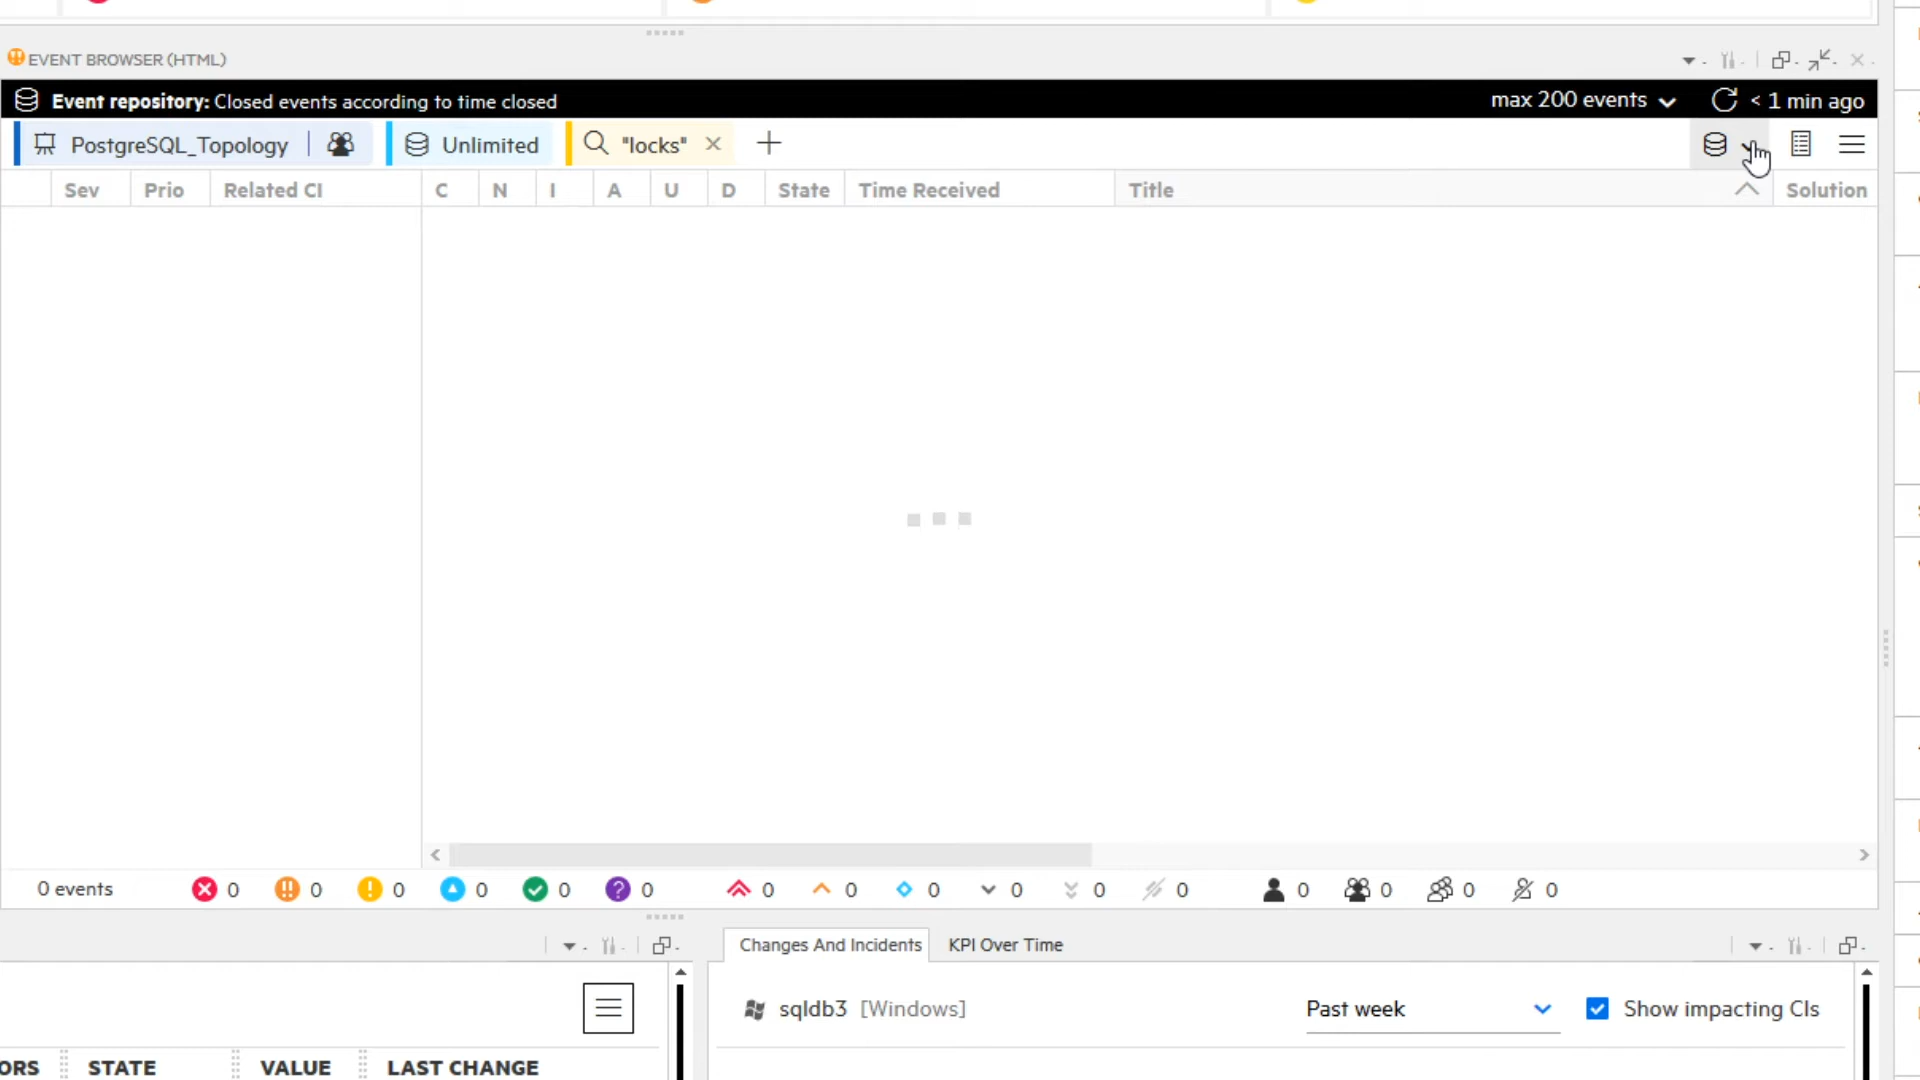 EVENT BROWSER (HTML)
Event repository: Closed events according to time closed
max 200 events
< 1 min ago
PostgreSQL_Topology
Unlimited
"locks"
Sev Prio Related CI C N I A U D State Time Received Title Solution
0 events 0 0 0 0 0 0 0 0 0 0 0 0 0 0 0 0
Changes And Incidents KPI Over Time
sqldb3 [Windows] Past week Show impacting CIs
ORS STATE VALUE LAST CHANGE